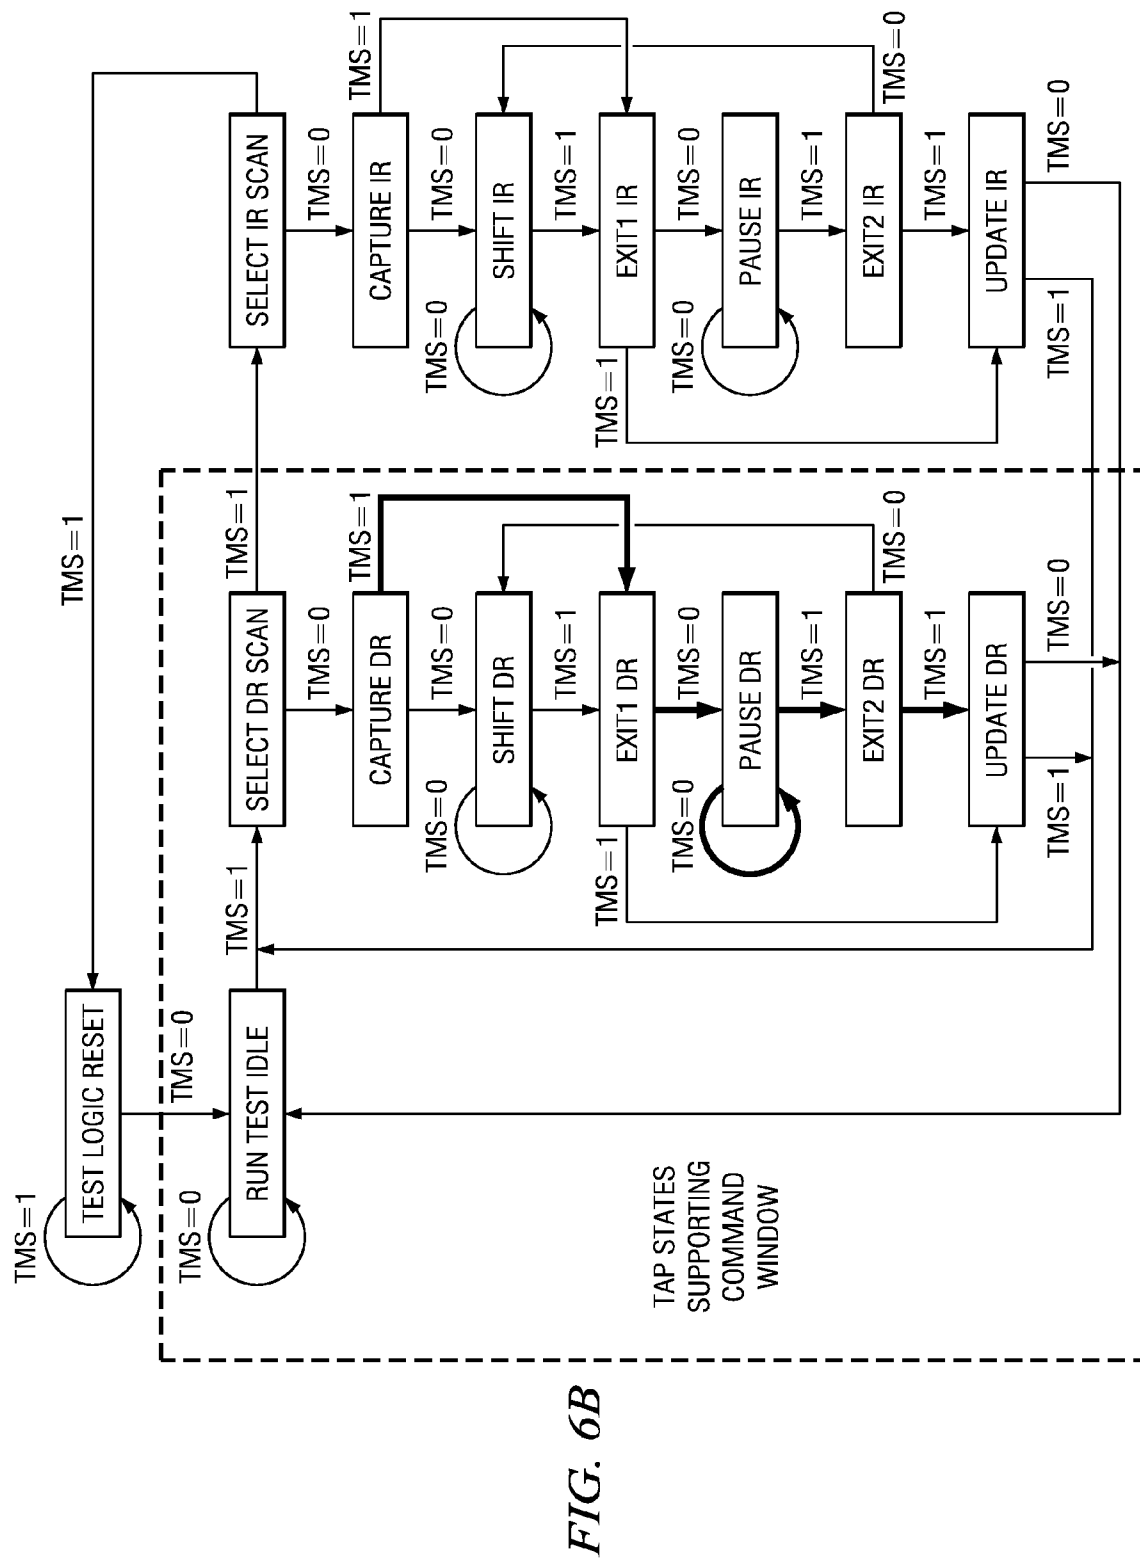 TMS=1
TEST LOGIC RESET
TMS=1
TMS=0
TMS=0
RUN TEST IDLE
TMS=1
SELECT DR SCAN
TMS=1
SELECT IR SCAN
TMS=0
TMS=0
CAPTURE DR
TMS=1
CAPTURE IR
TMS=1
TMS=0
TMS=0
TMS=0
SHIFT DR
TMS=0
SHIFT IR
TMS=1
TMS=1
TMS=1
EXIT1 DR
TMS=1
EXIT1 IR
TMS=0
TMS=0
TMS=0
PAUSE DR
TMS=0
PAUSE IR
TMS=1
TMS=1
EXIT2 DR
TMS=0
EXIT2 IR
TMS=0
TMS=1
TMS=1
UPDATE DR
UPDATE IR
TMS=1
TMS=0
TMS=1
TMS=0
TAP STATES
SUPPORTING
COMMAND
WINDOW
FIG. 6B